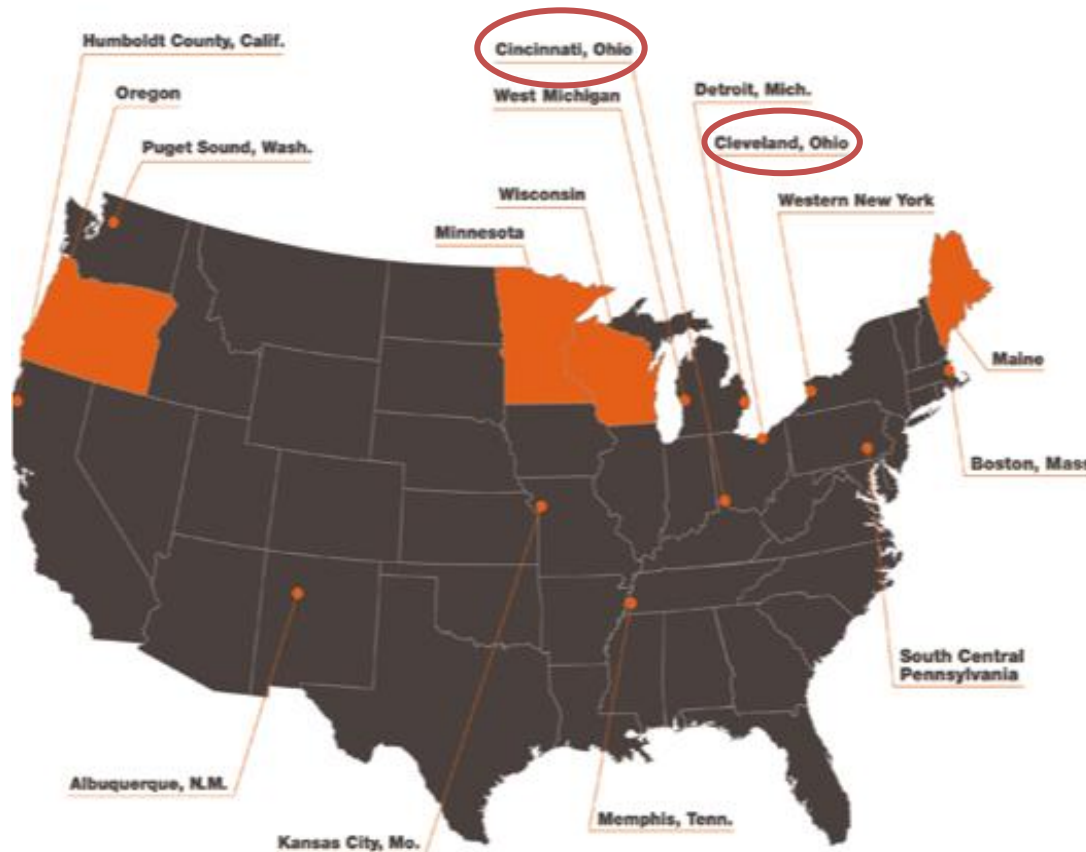 Humboldt County, Calif.
Cincinnati, Ohio
Oregon
West Michigan
Detroit, Mich.
Puget Sound, Wash.
Cleveland, Ohio
Wisconsin
Western New York
Minnesota
Maine
Boston, Mass
South Central
Pennsylvania
Albuquerque, N.M.
Memphis, Tenn.
Kansas City, Mo.